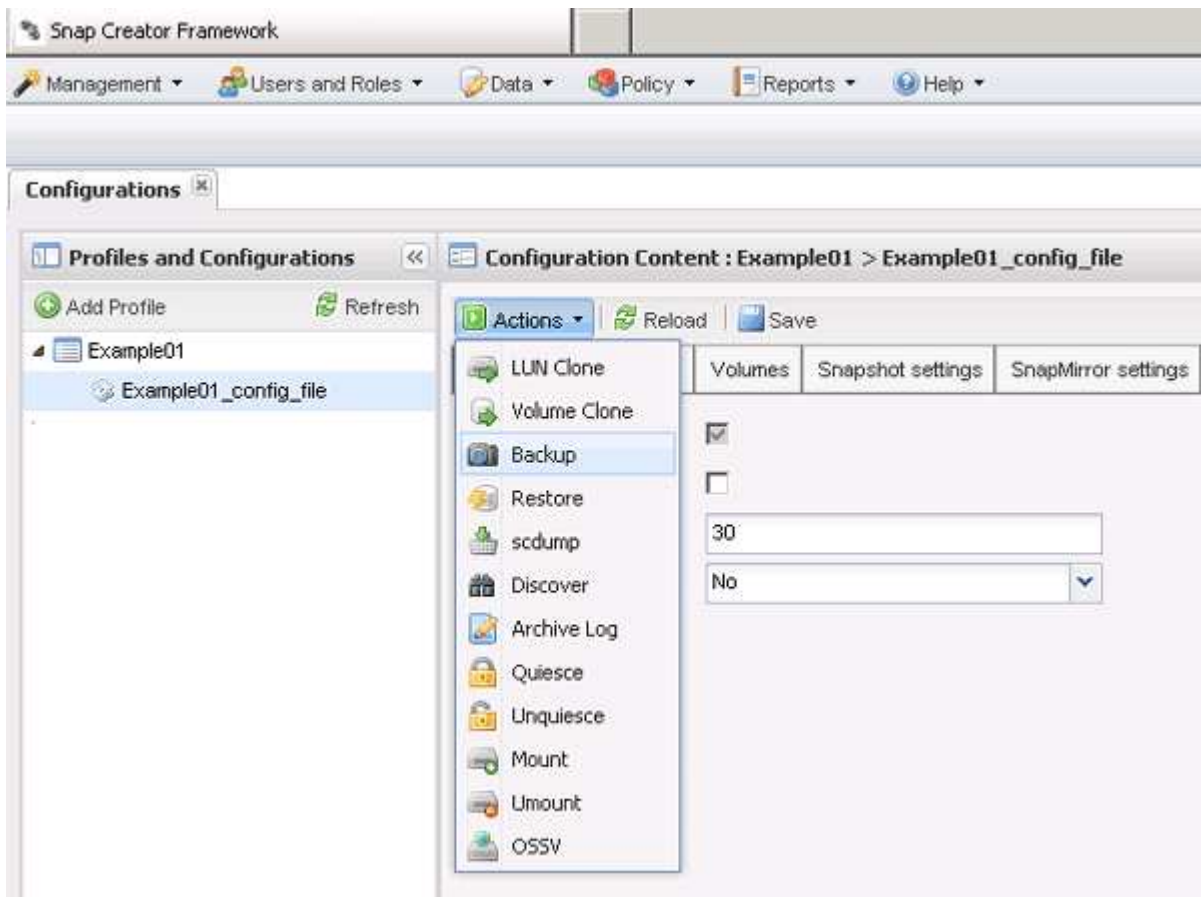 Snap Creator Framework
Management Users and Roles Data Policy Reports Help
Configurations
Profiles and Configurations
Configuration Content : Example01 > Example01_config_file
Add Profile Refresh
Actions Reload Save
Example01
Example01_config_file
LUN Clone
Volume Clone
Backup
Restore
scdump
Discover
Archive Log
Quiesce
Unquiesce
Mount
Umount
OSSV
Volumes Snapshot settings SnapMirror settings
30
No